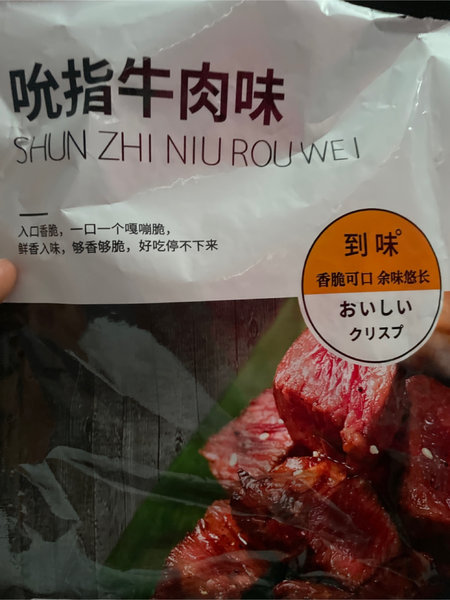 吮指牛肉味
SHUN ZHI NIU ROU WEI
入口香脆，一口一个嘎嘣脆，
鲜香入味，够香够脆，好吃停不下来
到味
香脆可口 余味悠长
おいしい
クリスプ